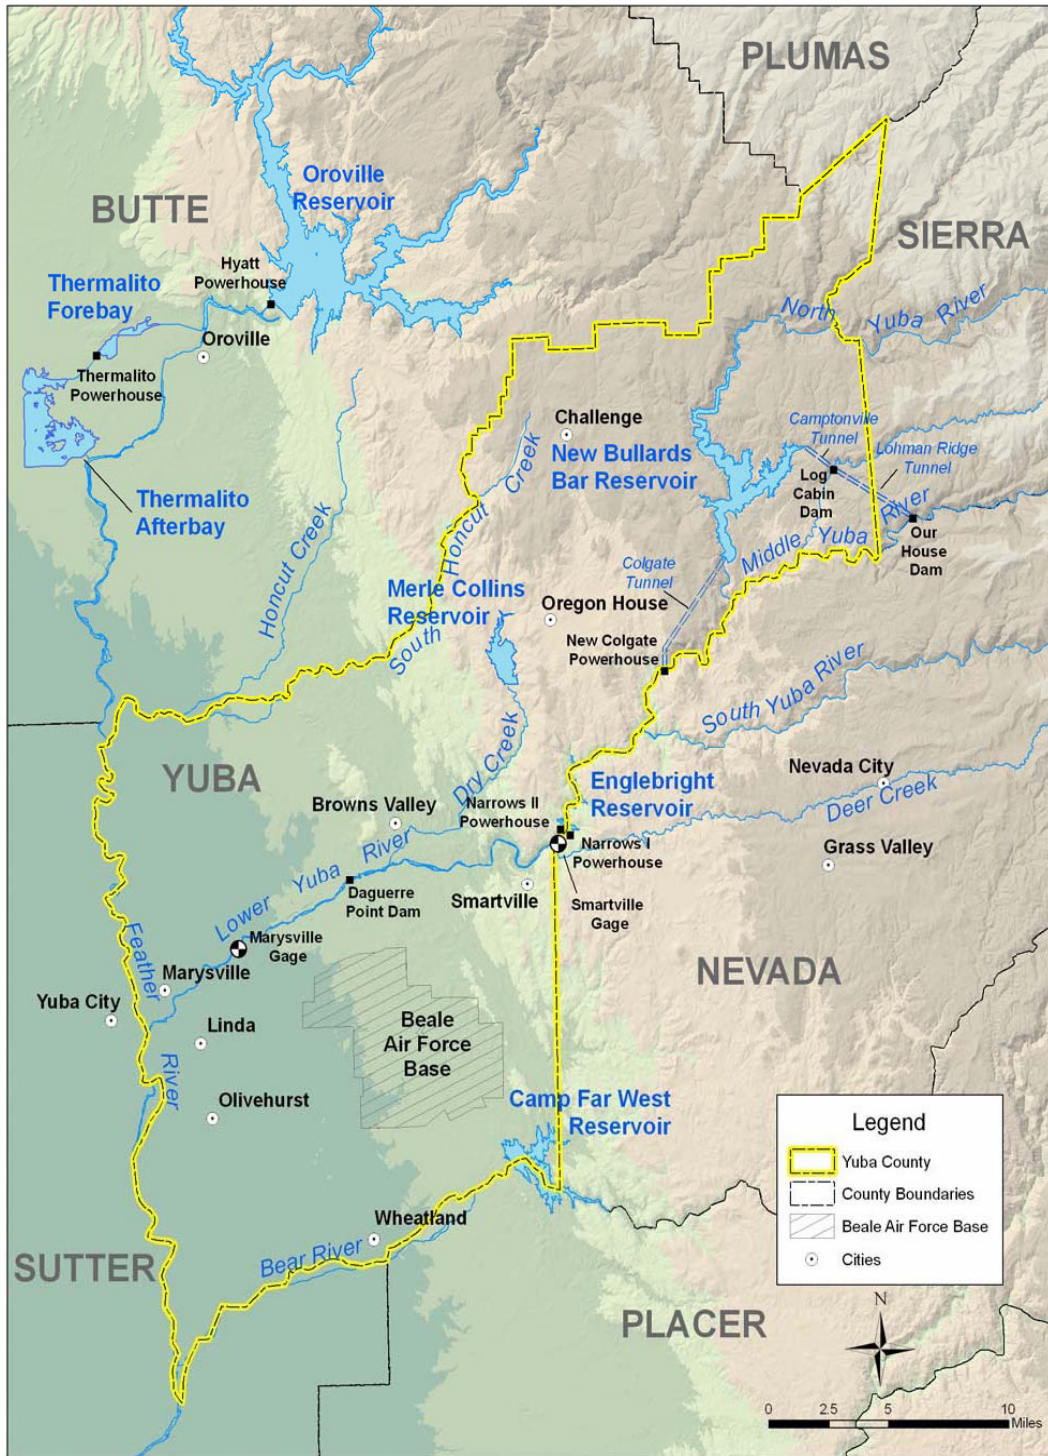 PLUMAS
Oroville
Reservoir
BUTTE
SIERRA
Hyatt
Powerhouse
Thermalito
Forebay
North
Yuba River
Oroville
Thermalito
Powerhouse
Challenge
Camptonville
Tunnel
New Bullards
Bar Reservoir
Lohman Ridge
Tunnel
Creek
Log
Cabin
Dam
Thermalito
Afterbay
River
Honcut
Middle
Yuba
Our
House
Dam
Honcut Creek
Colgate
Tunnel
Merle Collins
Reservoir
Oregon House
South
New Colgate
Powerhouse
South Yuba River
YUBA
Dry Creek
Englebright
Reservoir
Nevada City
Browns Valley
Narrows II
Powerhouse
Deer Creek
Narrows I
Powerhouse
Grass Valley
Lower
Yuba
River
Daguerre
Point Dam
Smartville
Smartville
Gage
Feather
Marysville
Gage
Marysville
NEVADA
Yuba City
Linda
Beale
Air Force
Base
River
Olivehurst
Camp Far West
Reservoir
Legend
Yuba County
County Boundaries
Beale Air Force Base
Cities
Wheatland
Bear River
SUTTER
PLACER
N
0 2.5 5 10
Miles